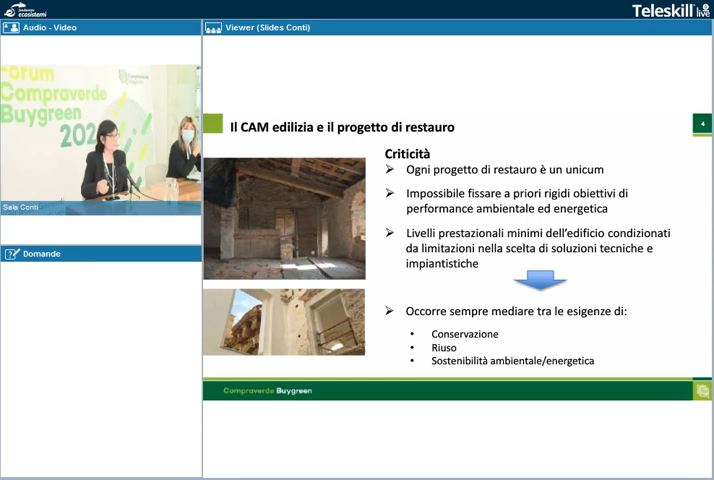 fondazione
ecosistemi
Teleskill live
Audio - Video
Viewer (Slides Conti)
Forum
Compraverde
Buygreen
202
Sala Conti
Domande
Il CAM edilizia e il progetto di restauro
4
Criticità
➤ Ogni progetto di restauro è un unicum
➤ Impossibile fissare a priori rigidi obiettivi di
performance ambientale ed energetica
➤ Livelli prestazionali minimi dell'edificio condizionati
da limitazioni nella scelta di soluzioni tecniche e
impiantistiche
➤ Occorre sempre mediare tra le esigenze di:
• Conservazione
• Riuso
• Sostenibilità ambientale/energetica
Compraverde Buygreen